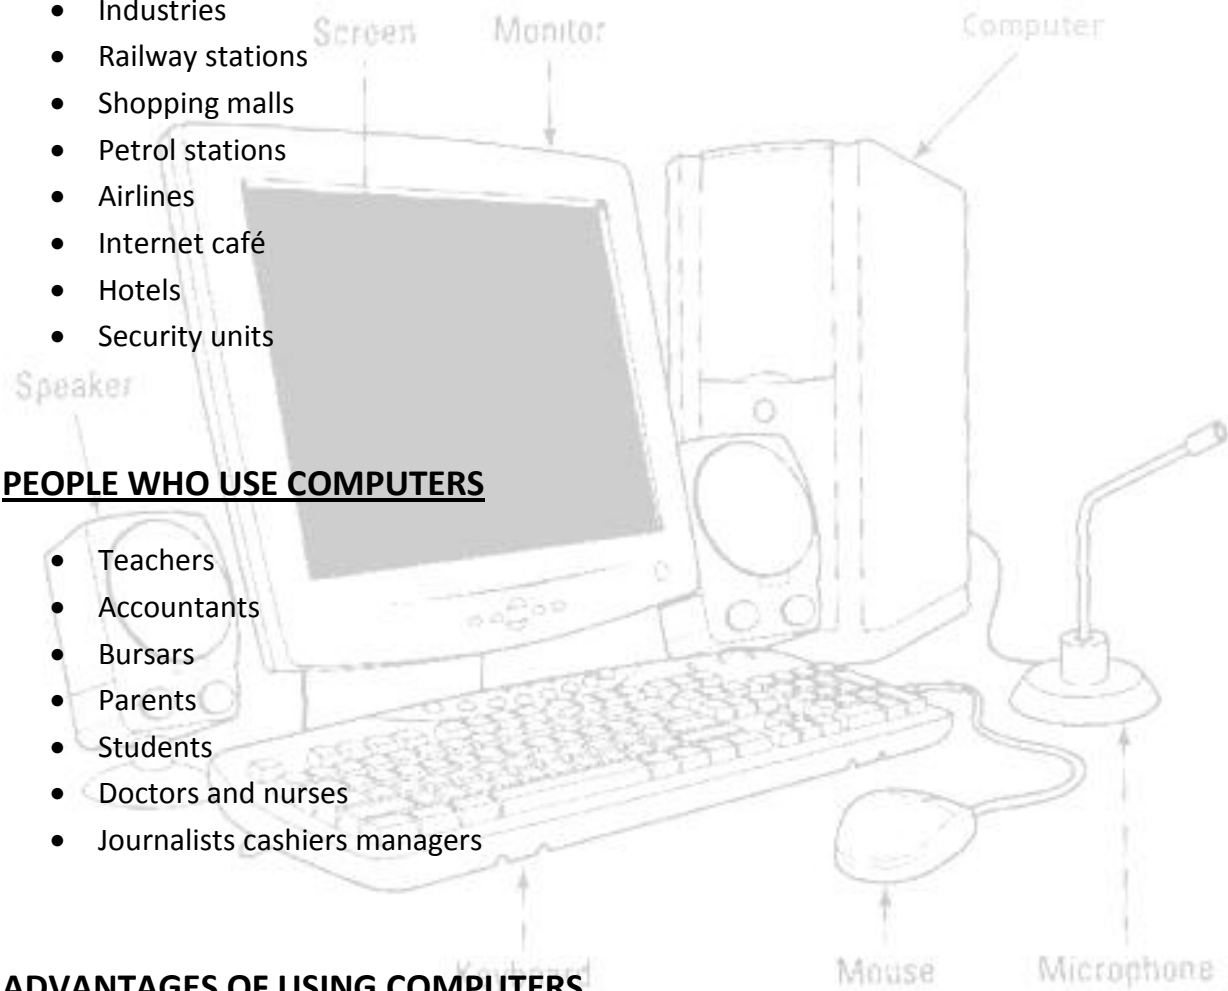 • Industries
Screen Monitor Computer
• Railway stations
• Shopping malls
• Petrol stations
• Airlines
• Internet café
• Hotels
• Security units
Speaker
PEOPLE WHO USE COMPUTERS
• Teachers
• Accountants
• Bursars
• Parents
• Students
• Doctors and nurses
• Journalists cashiers managers
Keyboard Mouse Microphone
ADVANTAGES OF USING COMPUTERS